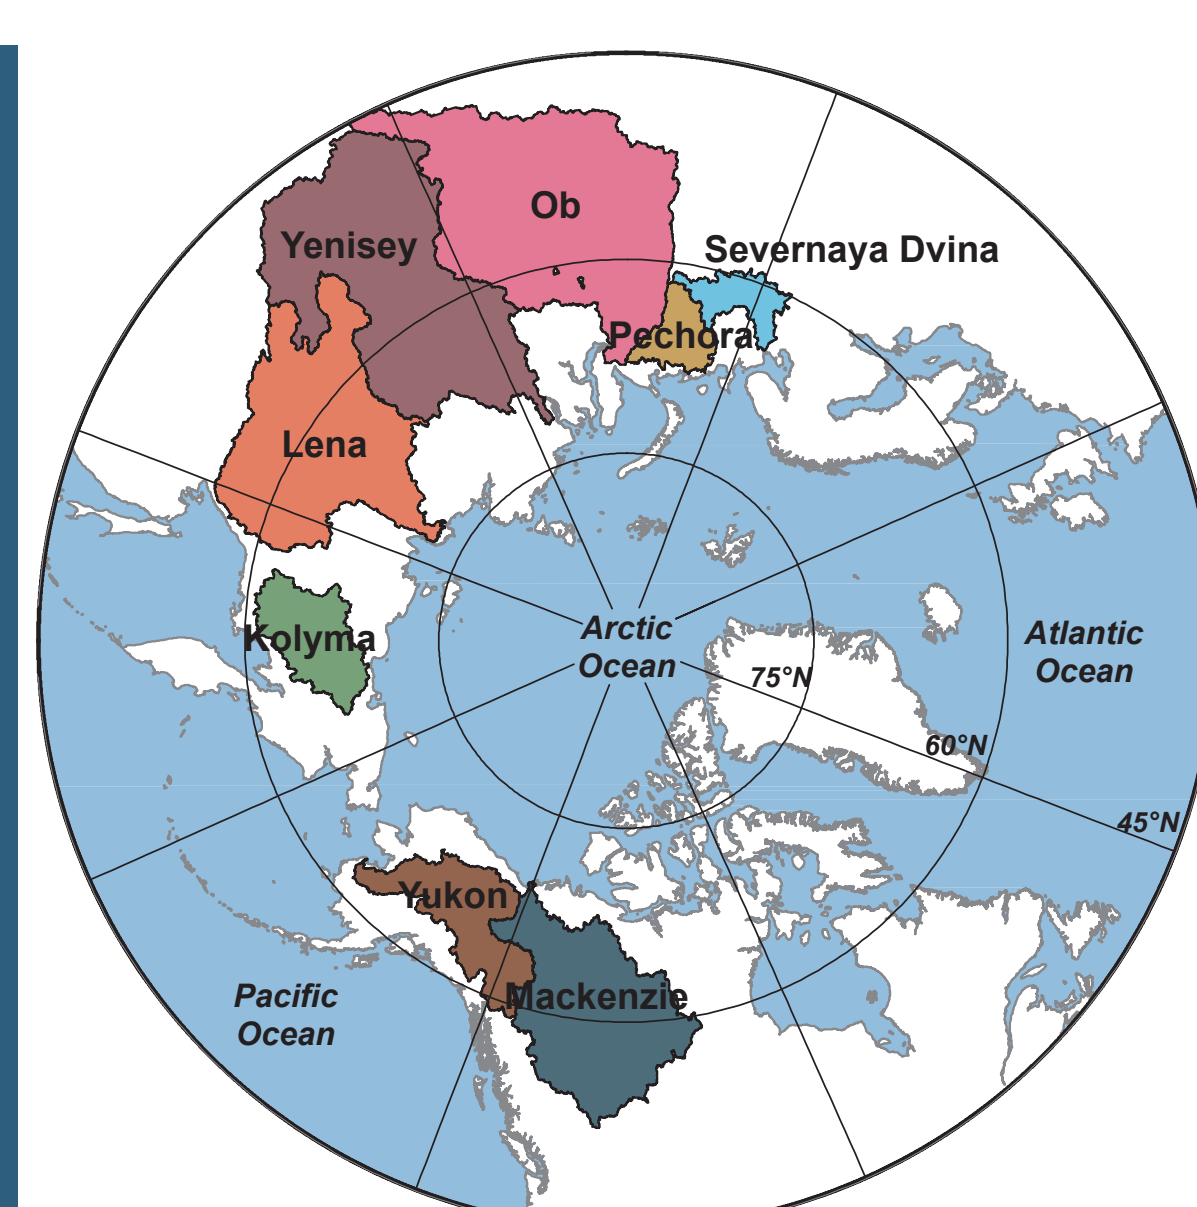 Ob
Yenisey
Severnaya Dvina
Pechora
Lena
Kolyma
Arctic
Ocean
Atlantic
Ocean
75°N
60°N
45°N
Yukon
Mackenzie
Pacific
Ocean